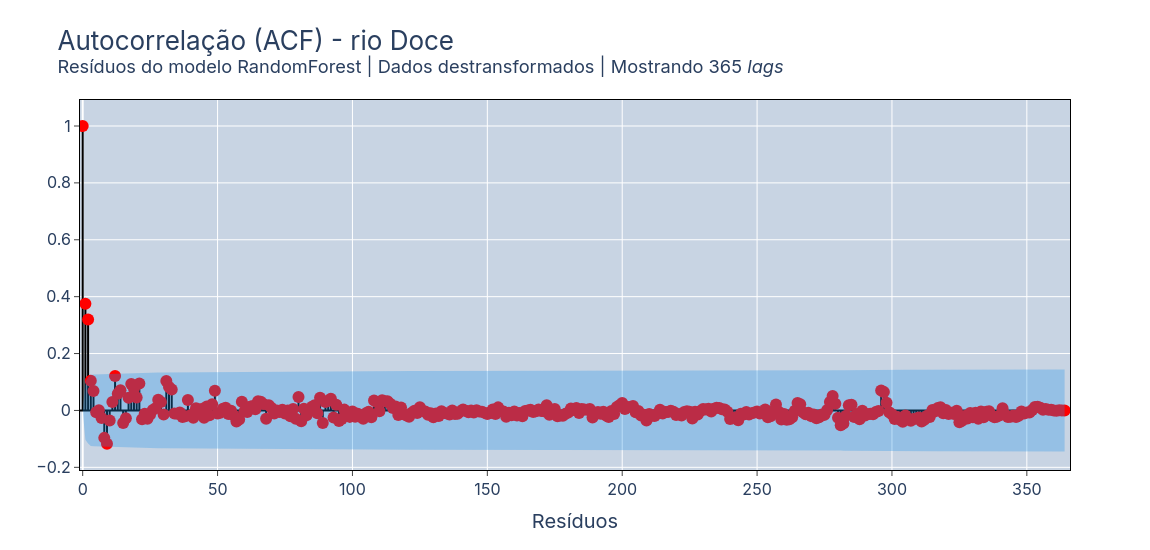 Autocorrelação (ACF) - rio Doce
Resíduos do modelo RandomForest | Dados destransformados | Mostrando 365 lags
1
0.8
0.6
0.4
0.2
0
−0.2
0 50 100 150 200 250 300 350
Resíduos